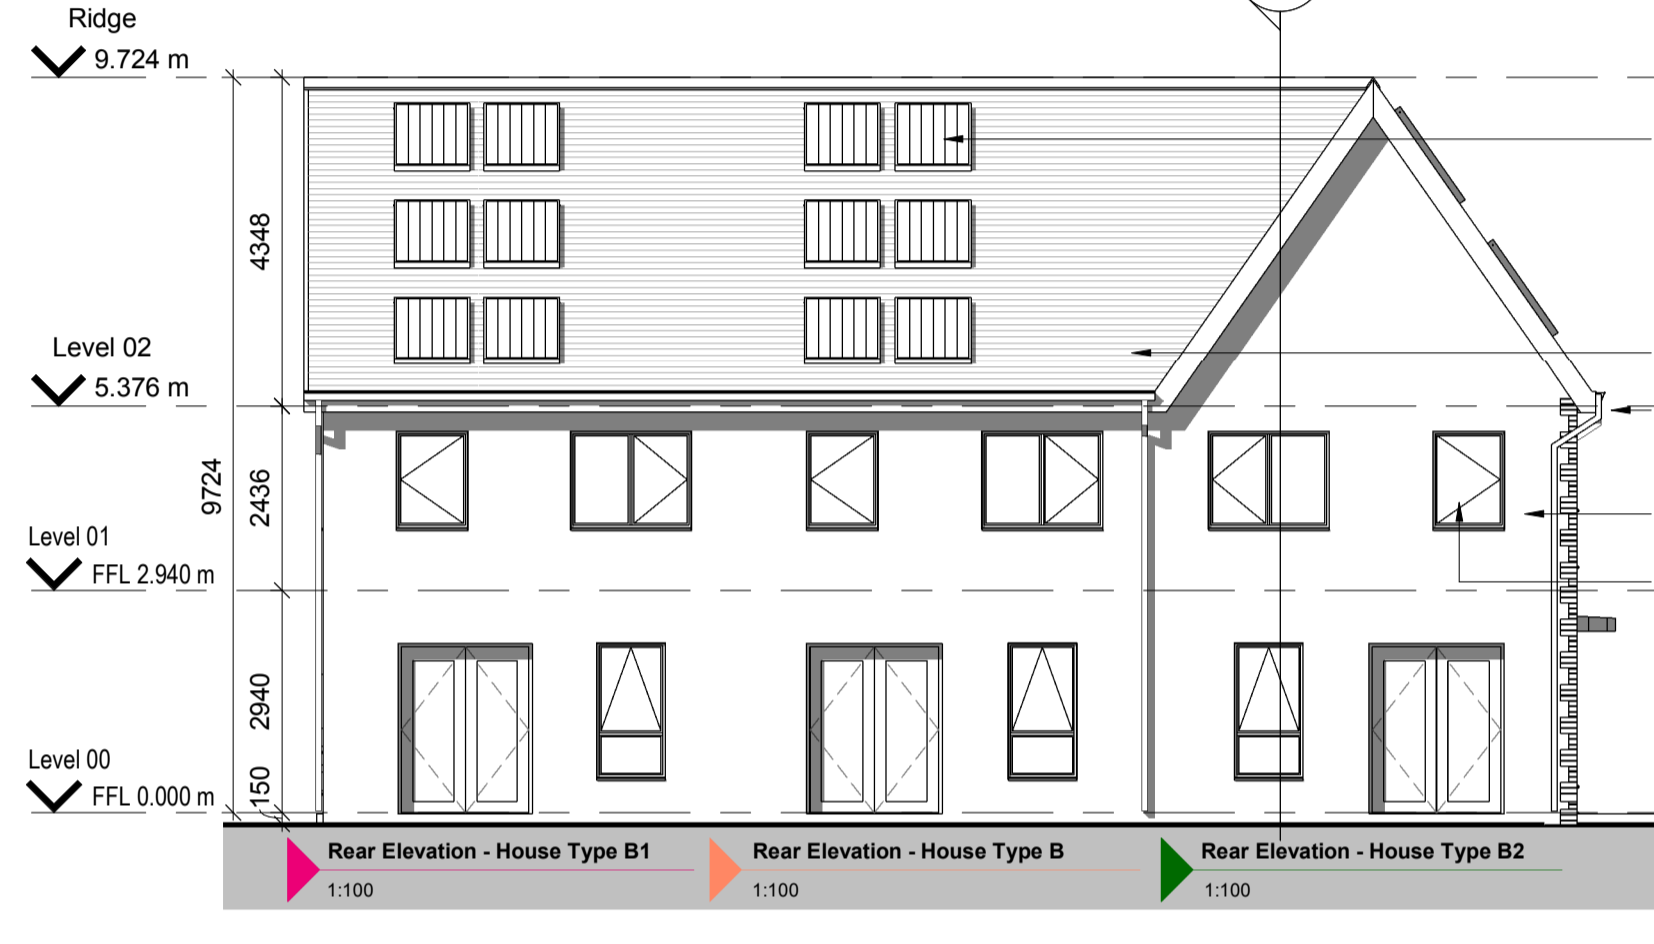 Ridge
9.724 m
4348
Level 02
5.376 m
9724
2436
Level 01
FFL 2.940 m
2940
Level 00
FFL 0.000 m
150
Rear Elevation - House Type B1
1:100
Rear Elevation - House Type B
1:100
Rear Elevation - House Type B2
1:100